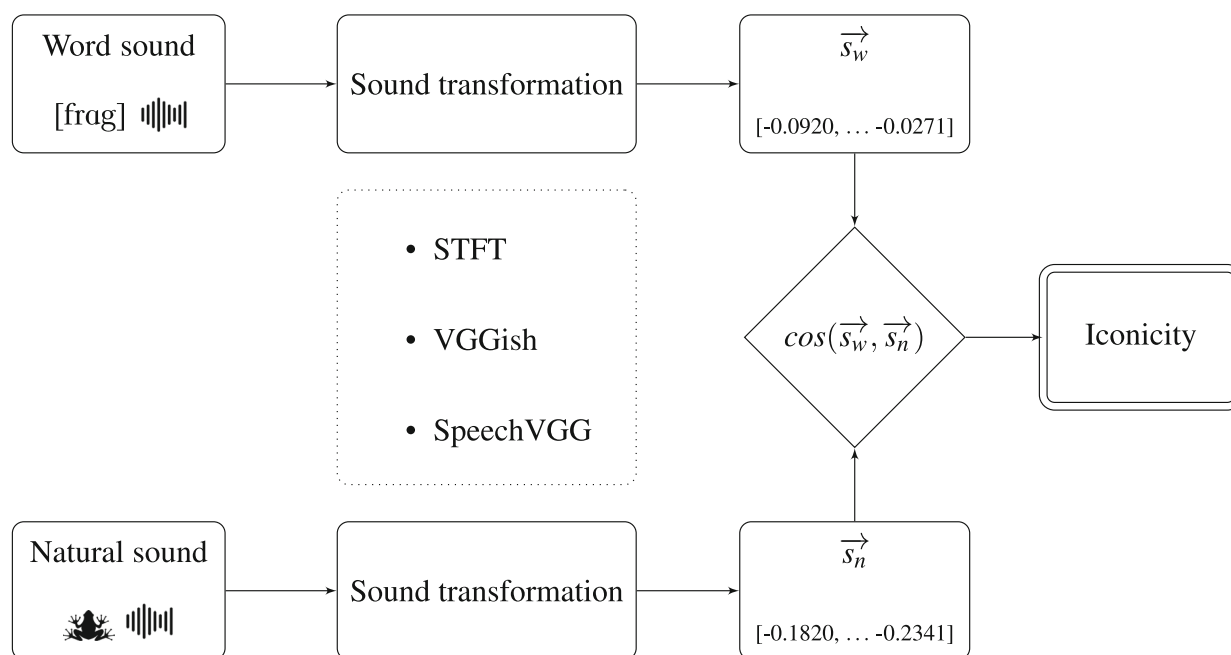 Word sound
[frɑg]
Sound transformation
$\overrightarrow{s_w}$
[-0.0920, … -0.0271]
• STFT
• VGGish
• SpeechVGG
$cos(\overrightarrow{s_w}, \overrightarrow{s_n})$
Iconicity
Natural sound
Sound transformation
$\overrightarrow{s_n}$
[-0.1820, … -0.2341]